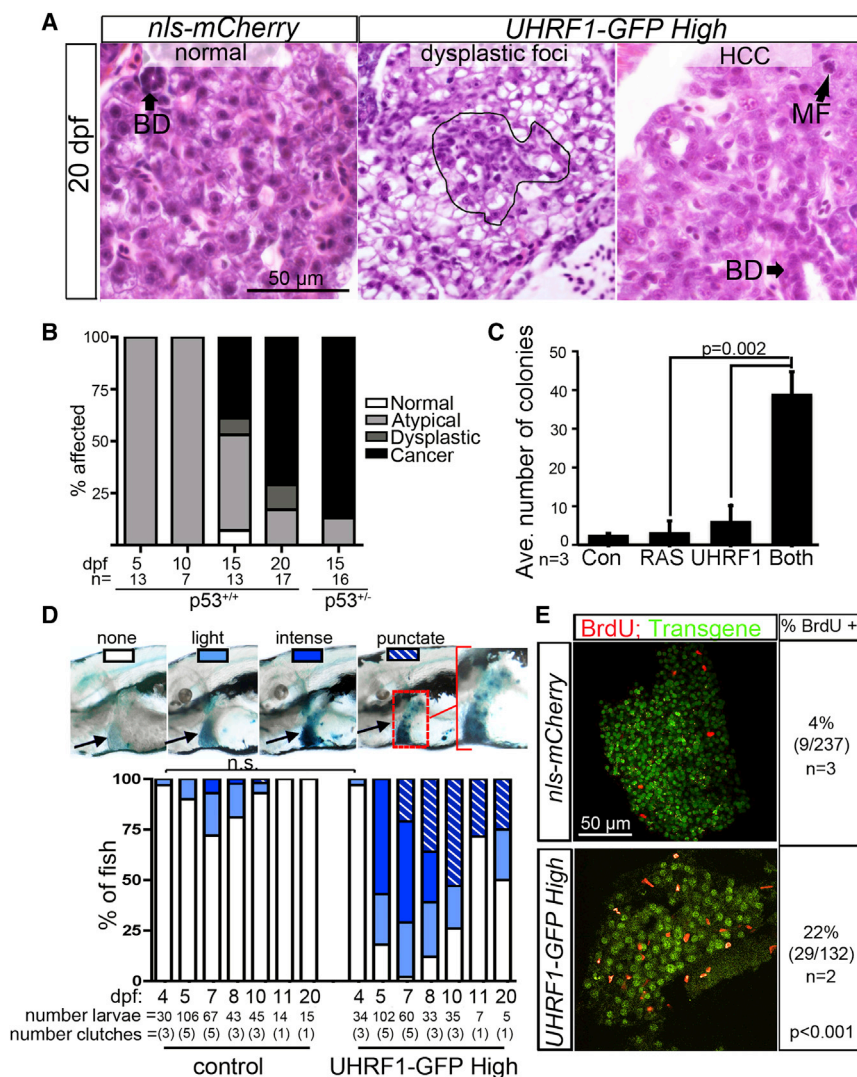 A
nls-mCherry
UHRF1-GFP High
20 dpf
normal
dysplastic foci
HCC
BD
MF
BD
50 µm
B
100
75
50
25
% affected
Normal
Atypical
Dysplastic
Cancer
dpf 5 10 15 20 15
n= 13 7 13 17 16
p53+/+ p53+/-
C
p=0.002
50
40
30
20
10
0
Ave. number of colonies
n=3 Con RAS UHRF1 Both
D
none light intense punctate
n.s.
100
75
50
25
0
% of fish
dpf: 4 5 7 8 10 11 20 4 5 7 8 10 11 20
number larvae =30 106 67 43 45 14 15 34 102 60 33 35 7 5
number clutches =(3) (5) (5) (3) (3) (1) (1) (3) (5) (5) (3) (3) (1) (1)
control UHRF1-GFP High
E
BrdU; Transgene % BrdU +
nls-mCherry
50 µm
4%
(9/237)
n=3
UHRF1-GFP High
22%
(29/132)
n=2
p<0.001